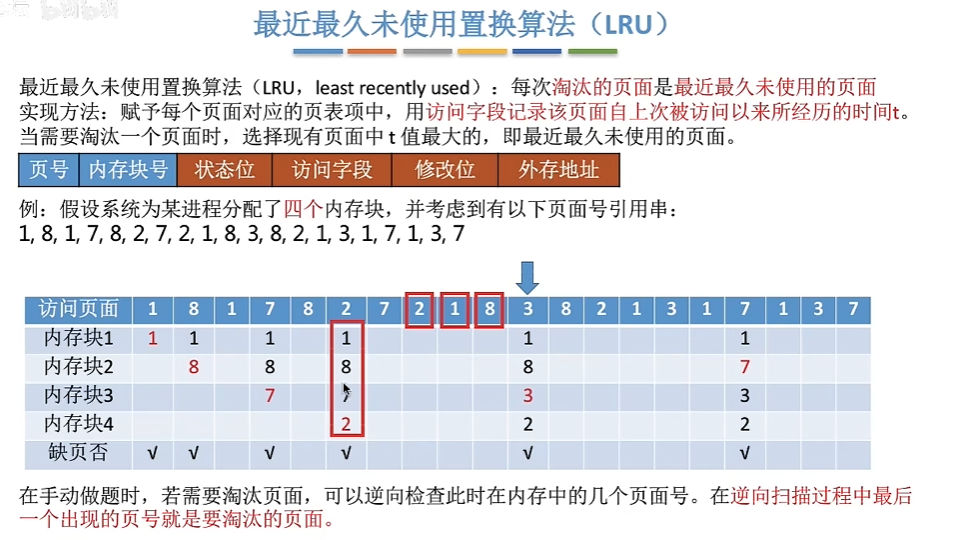 最近最久未使用置换算法（LRU）
最近最久未使用置换算法（LRU，least recently used）：每次淘汰的页面是最近最久未使用的页面
实现方法：赋予每个页面对应的页表项中，用访问字段记录该页面自上次被访问以来所经历的时间t。
当需要淘汰一个页面时，选择现有页面中 t 值最大的，即最近最久未使用的页面。
页号 内存块号 状态位 访问字段 修改位 外存地址
例：假设系统为某进程分配了四个内存块，并考虑到有以下页面号引用串：
1, 8, 1, 7, 8, 2, 7, 2, 1, 8, 3, 8, 2, 1, 3, 1, 7, 1, 3, 7
访问页面 1 8 1 7 8 2 7 2 1 8 3 8 2 1 3 1 7 1 3 7
内存块1 1 1 1 1 1 1
内存块2 8 8 8 8 7
内存块3 7 7 3 3
内存块4 2 2 2
缺页否 √ √ √ √ √ √
在手动做题时，若需要淘汰页面，可以逆向检查此时在内存中的几个页面号。在逆向扫描过程中最后
一个出现的页号就是要淘汰的页面。